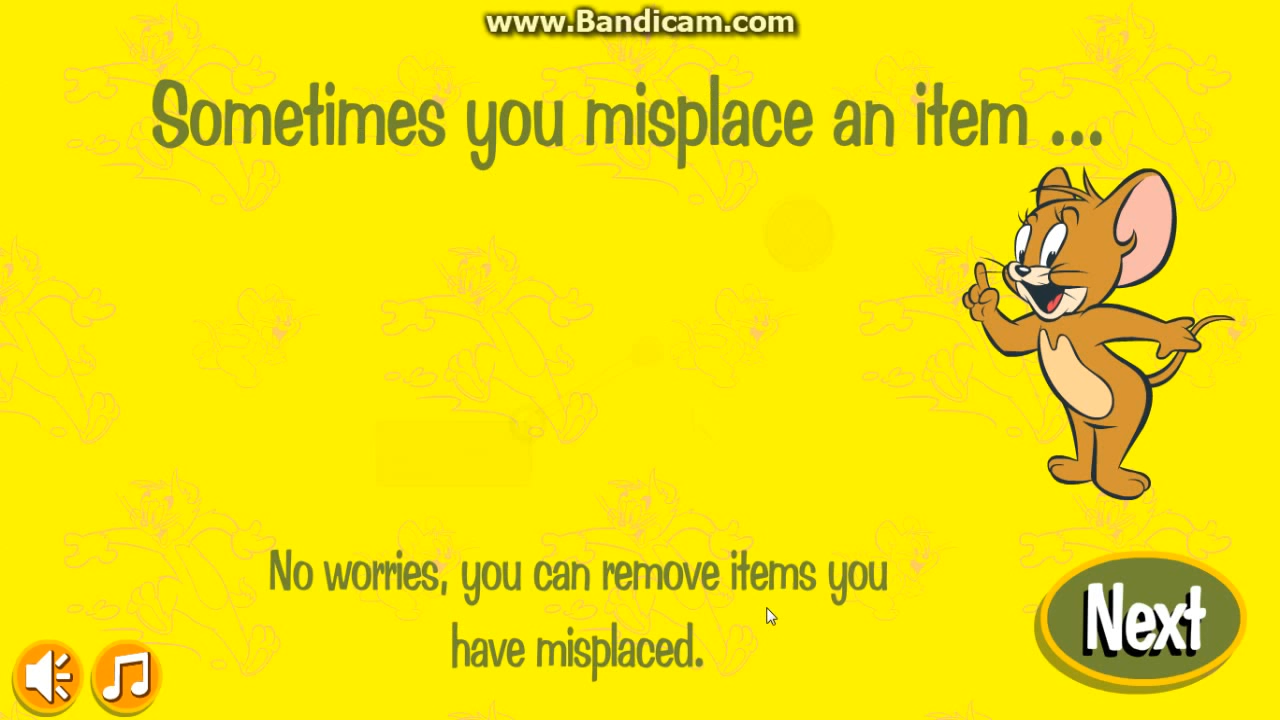 www.Bandicam.com
Sometimes you misplace an item ...
No worries, you can remove items you
have misplaced.
Next